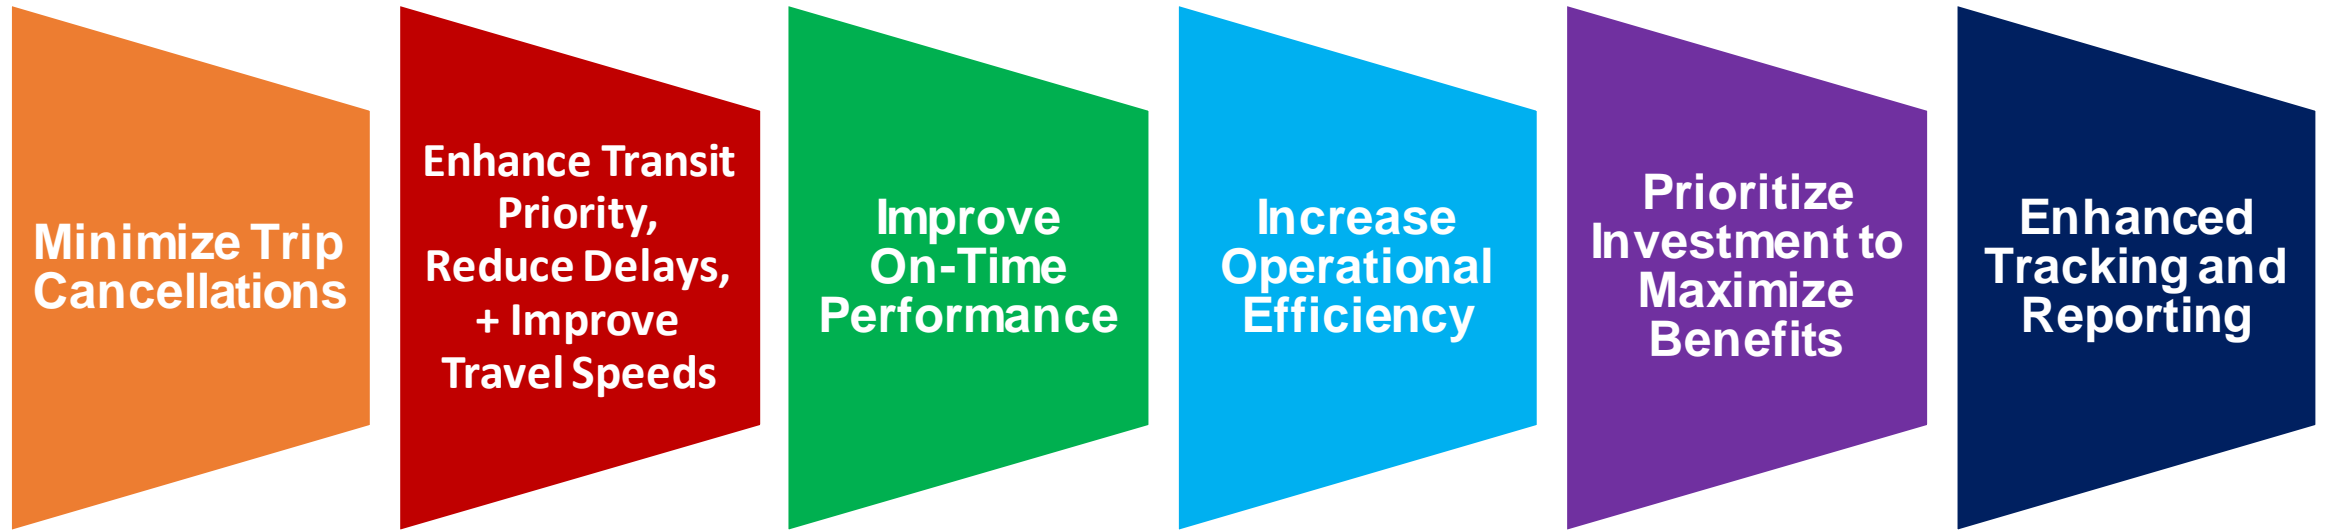 Minimize Trip
Cancellations
Enhance Transit
Priority,
Reduce Delays,
+ Improve
Travel Speeds
Improve
On-Time
Performance
Increase
Operational
Efficiency
Prioritize
Investment to
Maximize
Benefits
Enhanced
Tracking and
Reporting